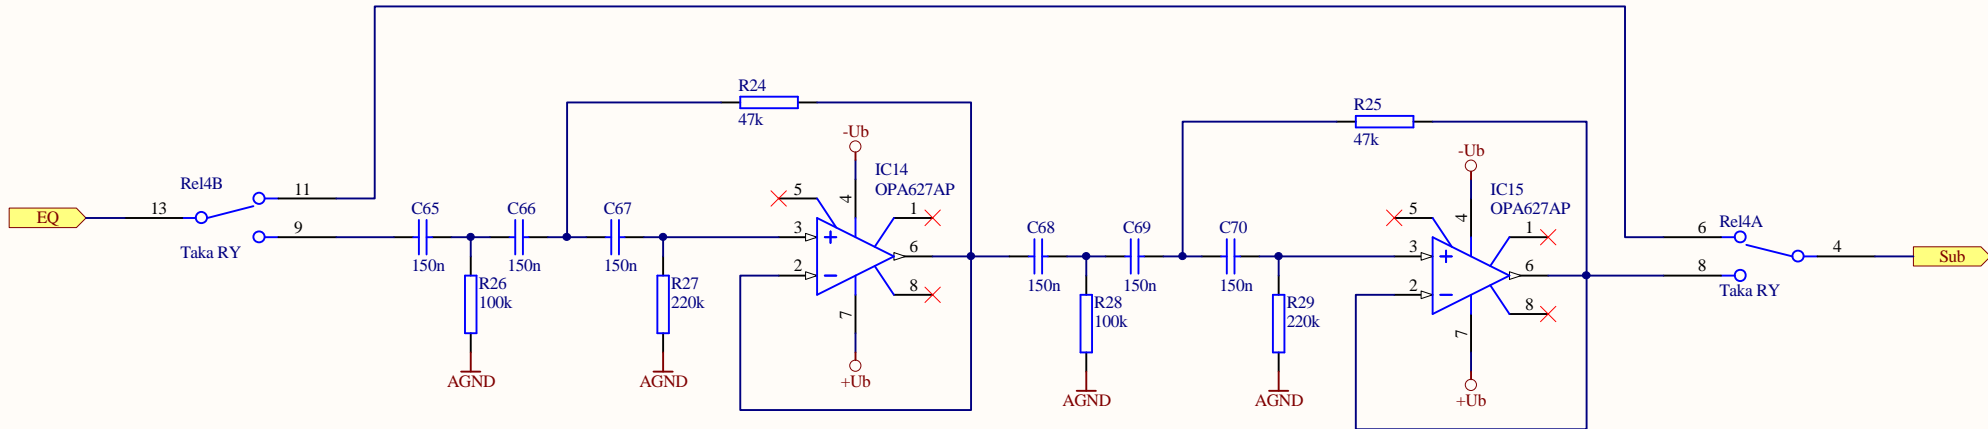 EQ
13
Rel4B
11
9
Taka RY
C65
150n
R26
100k
AGND
C66
150n
C67
150n
R27
220k
AGND
R24
47k
-Ub
4
IC14
OPA627AP
5
1
3
2
6
8
7
+Ub
C68
150n
R28
100k
AGND
C69
150n
C70
150n
R29
220k
AGND
R25
47k
-Ub
4
IC15
OPA627AP
5
1
3
2
6
8
7
+Ub
6
Rel4A
4
8
Taka RY
Sub